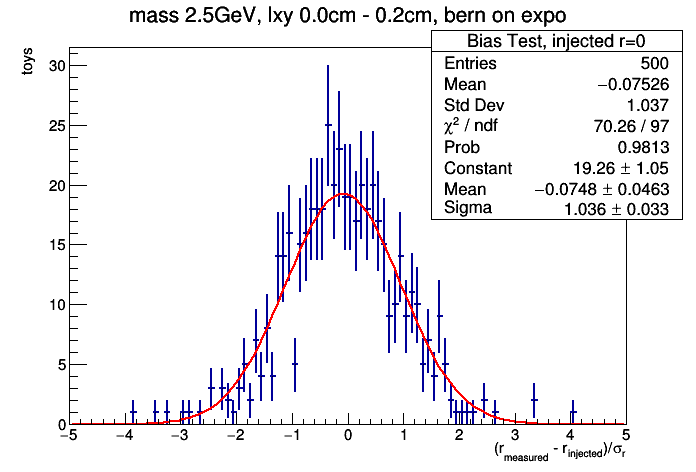 mass 2.5GeV, lxy 0.0cm - 0.2cm, bern on expo
Bias Test, injected r=0
Entries 500
Mean −0.07526
Std Dev 1.037
χ² / ndf 70.26 / 97
Prob 0.9813
Constant 19.26 ± 1.05
Mean −0.0748 ± 0.0463
Sigma 1.036 ± 0.033
toys
30
25
20
15
10
5
0
−5 −4 −3 −2 −1 0 1 2 3 4 5
(r_measured - r_injected)/σ_r